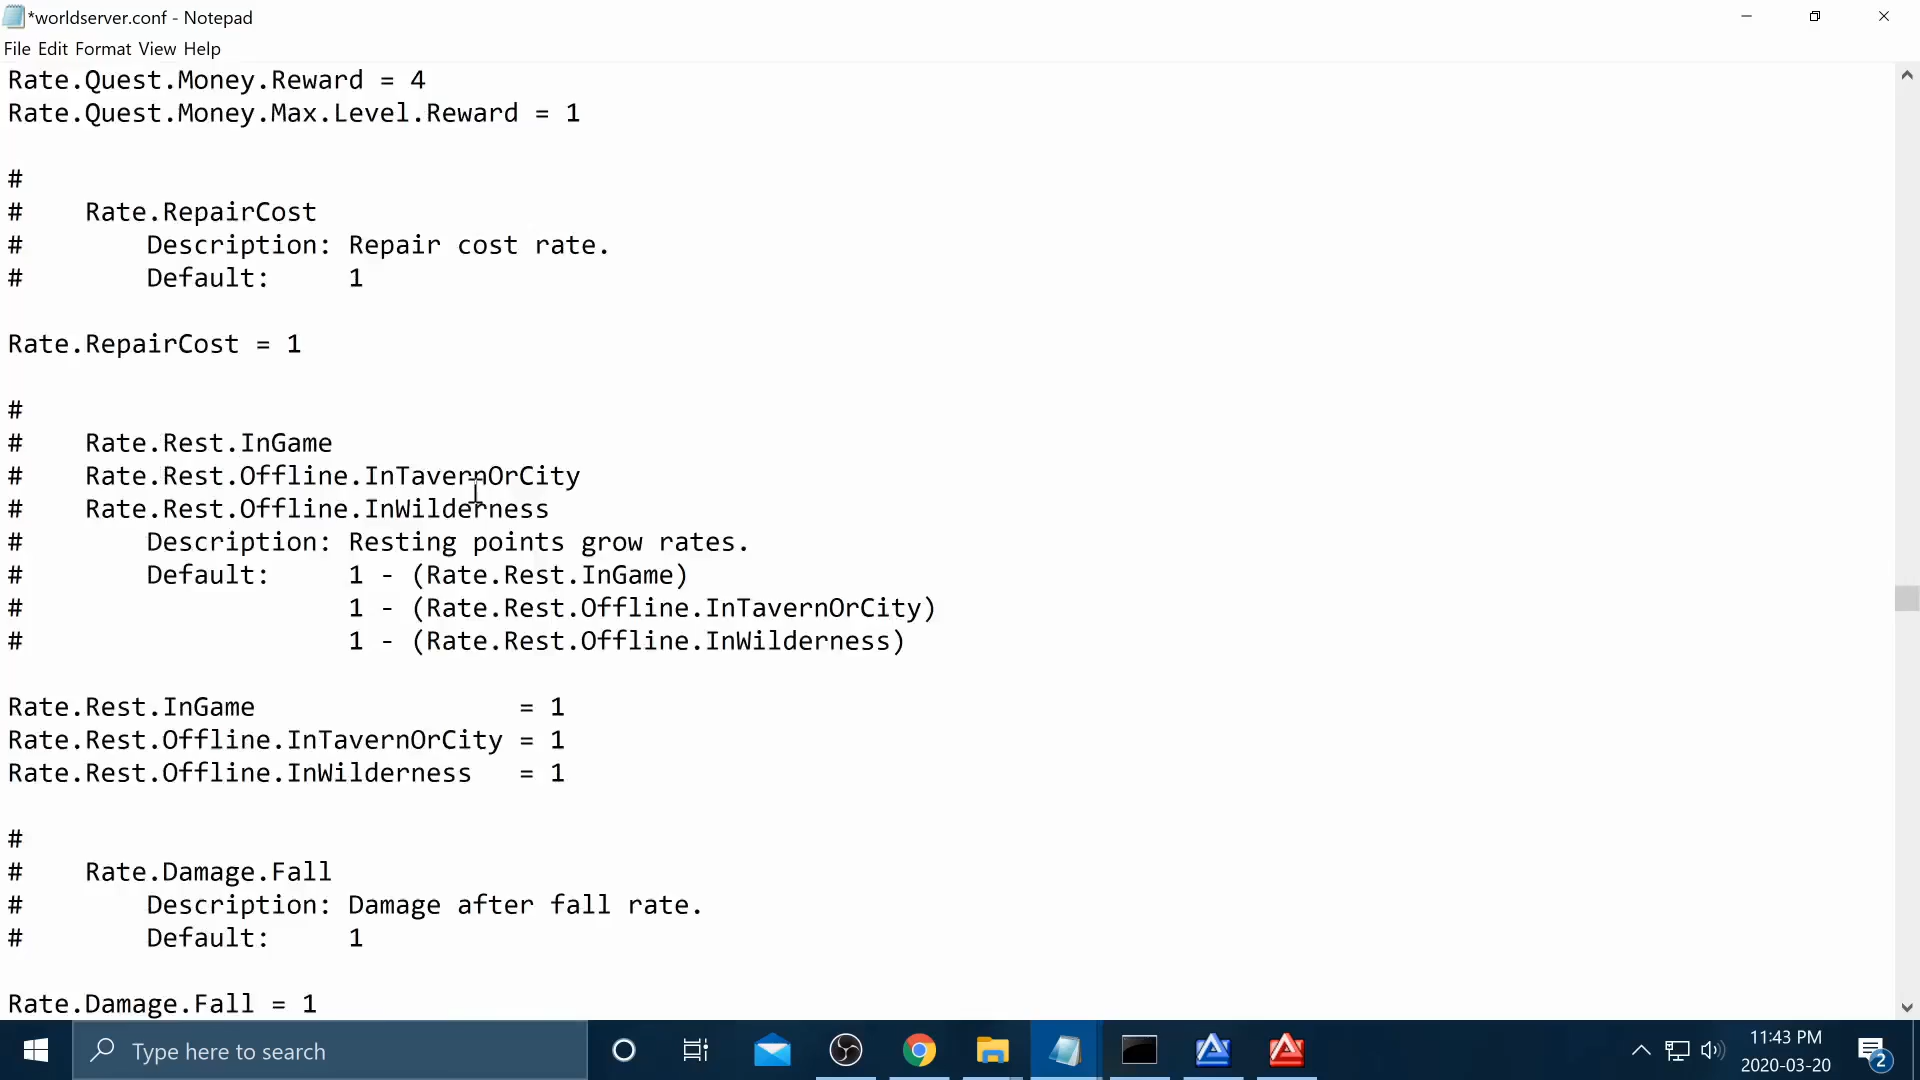 *worldserver.conf - Notepad
File Edit Format View Help
Rate.Quest.Money.Reward = 4
Rate.Quest.Money.Max.Level.Reward = 1
#
#    Rate.RepairCost
#        Description: Repair cost rate.
#        Default:     1
Rate.RepairCost = 1
#
#    Rate.Rest.InGame
#    Rate.Rest.Offline.InTavernOrCity
#    Rate.Rest.Offline.InWilderness
#        Description: Resting points grow rates.
#        Default:     1 - (Rate.Rest.InGame)
#                     1 - (Rate.Rest.Offline.InTavernOrCity)
#                     1 - (Rate.Rest.Offline.InWilderness)
Rate.Rest.InGame                 = 1
Rate.Rest.Offline.InTavernOrCity = 1
Rate.Rest.Offline.InWilderness   = 1
#
#    Rate.Damage.Fall
#        Description: Damage after fall rate.
#        Default:     1
Rate.Damage.Fall = 1
Type here to search
11:43 PM
2020-03-20
2